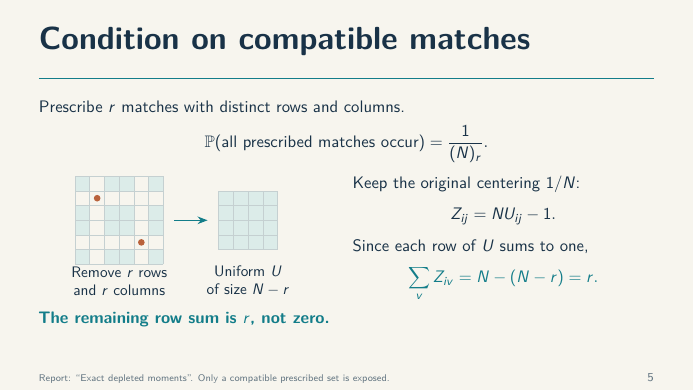 Condition on compatible matches
Prescribe r matches with distinct rows and columns.
ℙ(all prescribed matches occur) = 1/(N)_r.
Remove r rows
and r columns
Uniform U
of size N − r
Keep the original centering 1/N:
Z_ij = NU_ij − 1.
Since each row of U sums to one,
∑_v Z_iv = N − (N − r) = r.
The remaining row sum is r, not zero.
Report: “Exact depleted moments”. Only a compatible prescribed set is exposed.
5